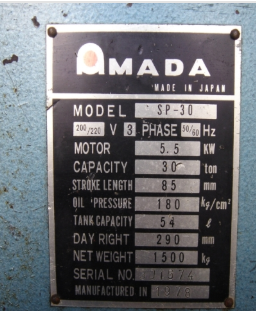 AMADA
MADE IN JAPAN
MODEL SP-30
200/220 V 3 PHASE 50/60 Hz
MOTOR 5.5 KW
CAPACITY 30 ton
STROKE LENGTH 85 mm
OIL PRESSURE 180 kg/cm²
TANK CAPACITY 54 ℓ
DAY RIGHT 290 mm
NET WEIGHT 1500 kg
SERIAL NO.
MANUFACTURED IN